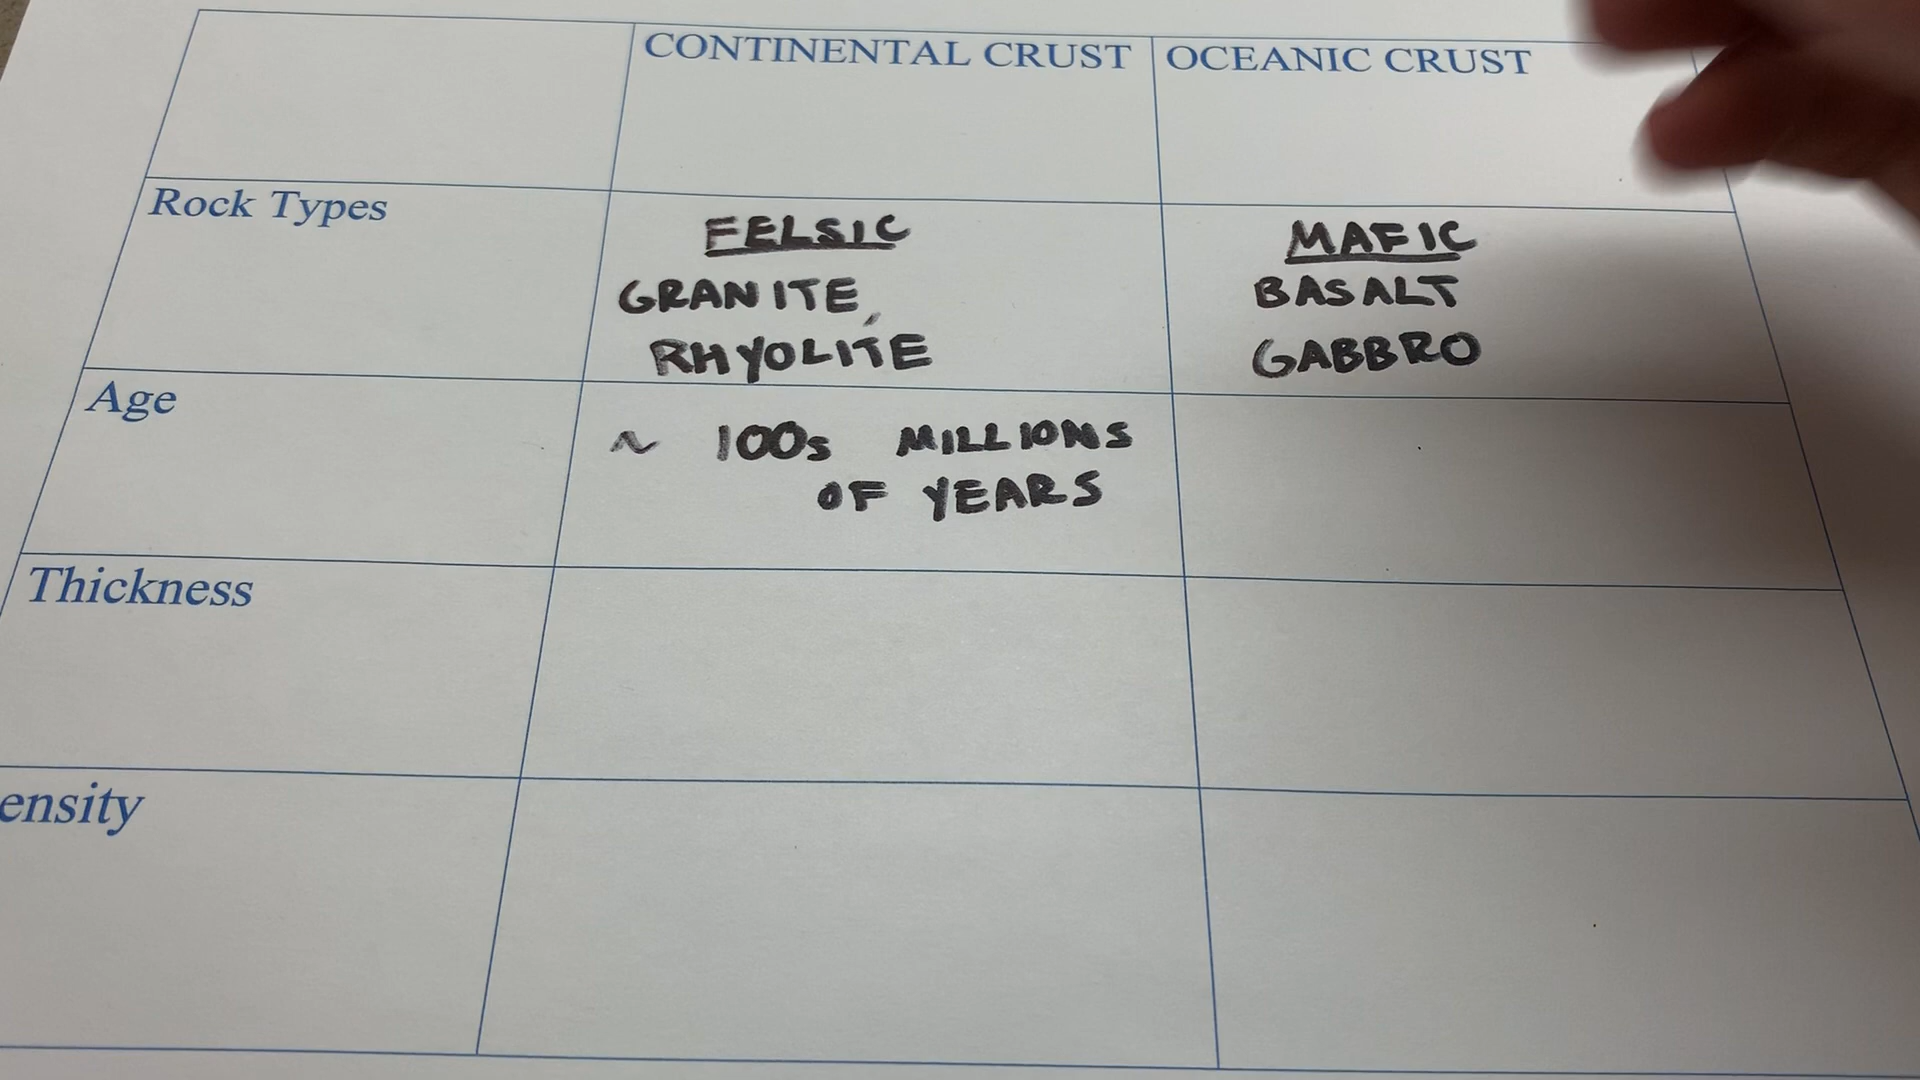 CONTINENTAL CRUST
OCEANIC CRUST
Rock Types
FELSIC
GRANITE,
RHYOLITE
MAFIC
BASALT
GABBRO
Age
~ 100s MILLIONS
OF YEARS
Thickness
ensity